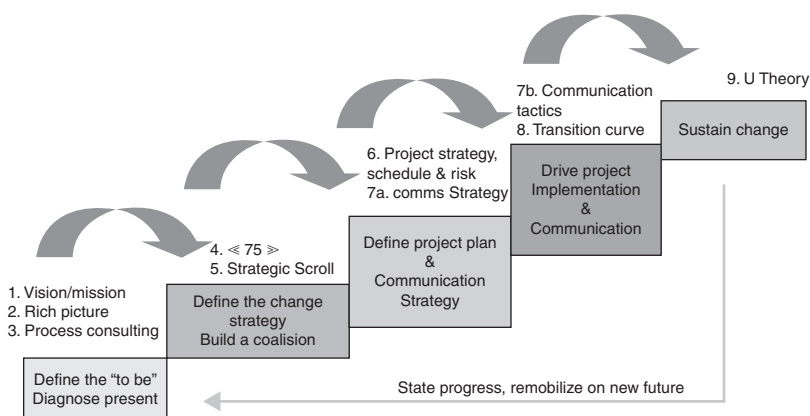 1. Vision/mission
2. Rich picture
3. Process consulting
Define the “to be”
Diagnose present
4. ≪ 75 ≫
5. Strategic Scroll
Define the change
strategy
Build a coalition
6. Project strategy,
schedule & risk
7a. comms Strategy
Define project plan
&
Communication
Strategy
7b. Communication
tactics
8. Transition curve
Drive project
Implementation
&
Communication
9. U Theory
Sustain change
State progress, remobilize on new future